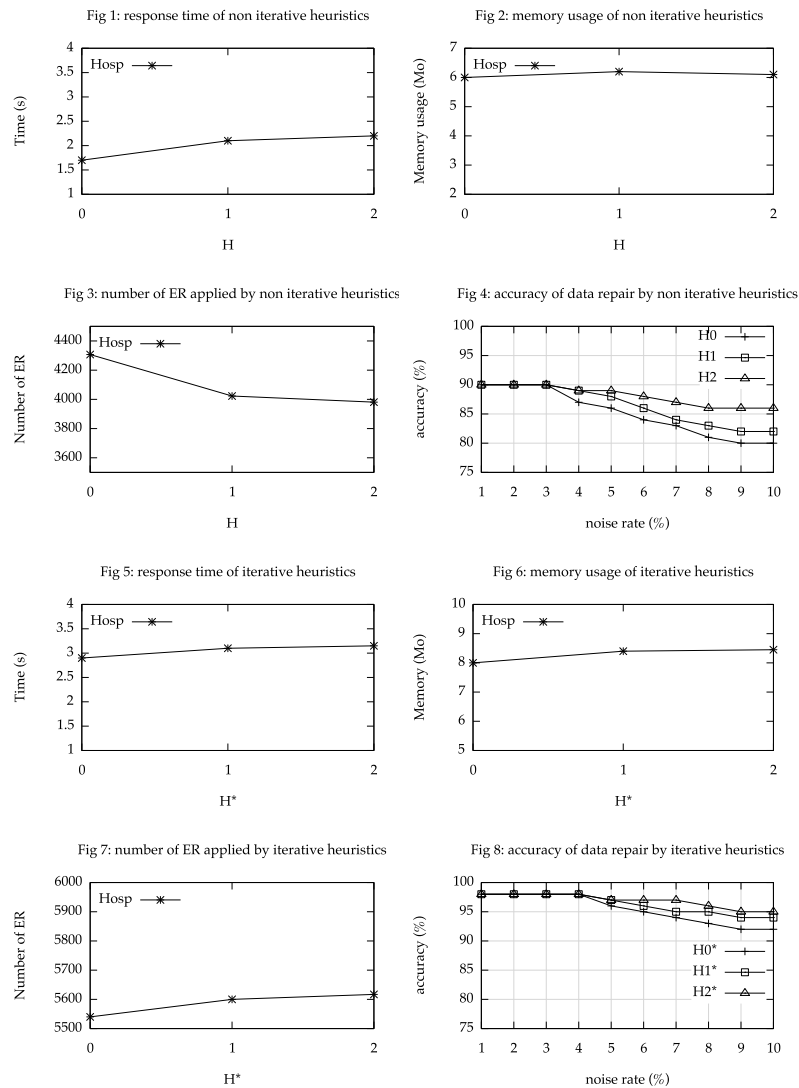 Fig 1: response time of non iterative heuristics
Time (s)
4
3.5
3
2.5
2
1.5
1
Hosp
0 1 2
H
Fig 2: memory usage of non iterative heuristics
Memory usage (Mo)
7
6
5
4
3
2
Hosp
0 1 2
H
Fig 3: number of ER applied by non iterative heuristics
Number of ER
4400
4200
4000
3800
3600
Hosp
0 1 2
H
Fig 4: accuracy of data repair by non iterative heuristics
accuracy (%)
100
95
90
85
80
75
H0
H1
H2
1 2 3 4 5 6 7 8 9 10
noise rate (%)
Fig 5: response time of iterative heuristics
Time (s)
4
3.5
3
2.5
2
1.5
1
Hosp
0 1 2
H*
Fig 6: memory usage of iterative heuristics
Memory (Mo)
10
9
8
7
6
5
Hosp
0 1 2
H*
Fig 7: number of ER applied by iterative heuristics
Number of ER
6000
5900
5800
5700
5600
5500
Hosp
0 1 2
H*
Fig 8: accuracy of data repair by iterative heuristics
accuracy (%)
100
95
90
85
80
75
H0*
H1*
H2*
1 2 3 4 5 6 7 8 9 10
noise rate (%)